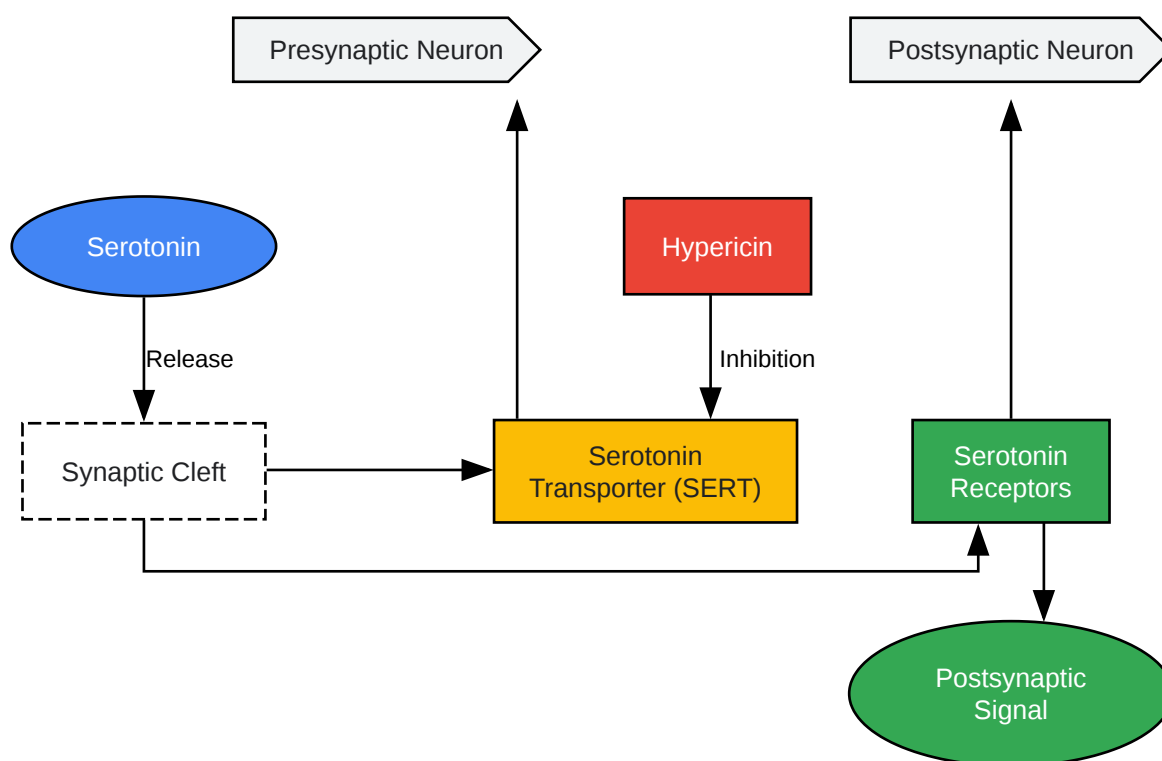 Presynaptic Neuron
Postsynaptic Neuron
Serotonin
Hypericin
Release
Inhibition
Synaptic Cleft
Serotonin
Transporter (SERT)
Serotonin
Receptors
Postsynaptic
Signal